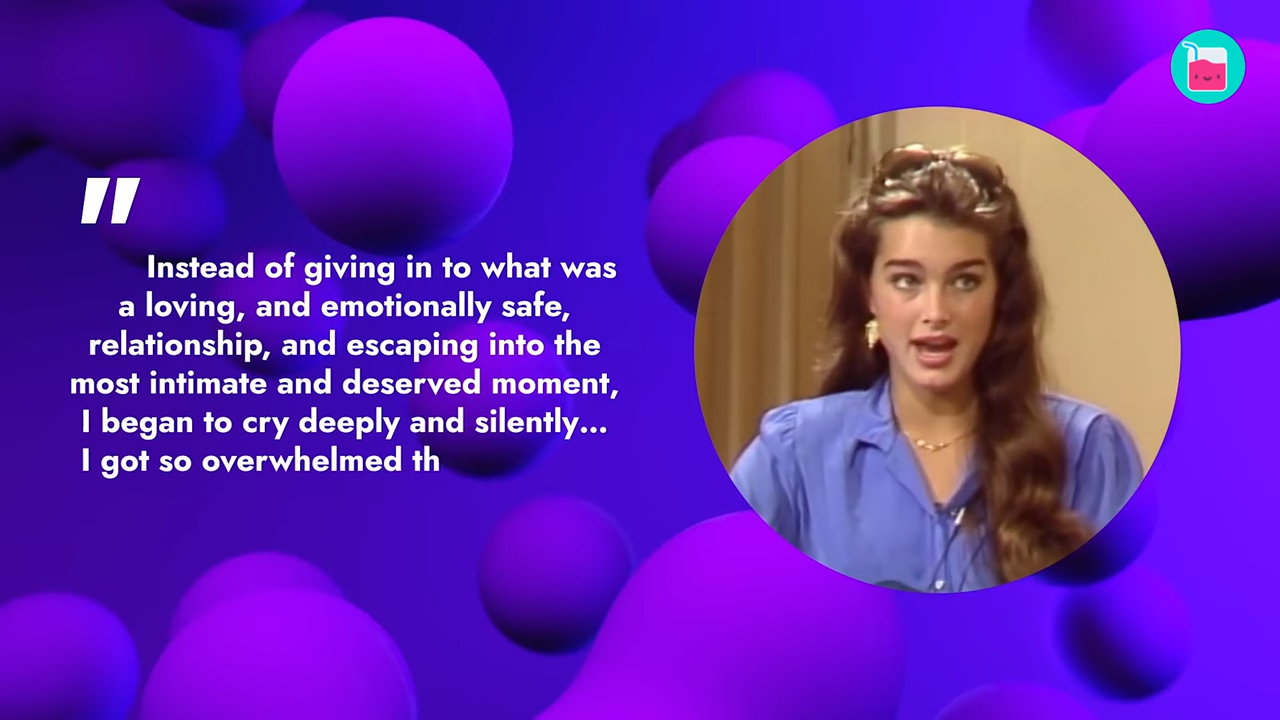 "
Instead of giving in to what was
a loving, and emotionally safe,
relationship, and escaping into the
most intimate and deserved moment,
I began to cry deeply and silently...
I got so overwhelmed th